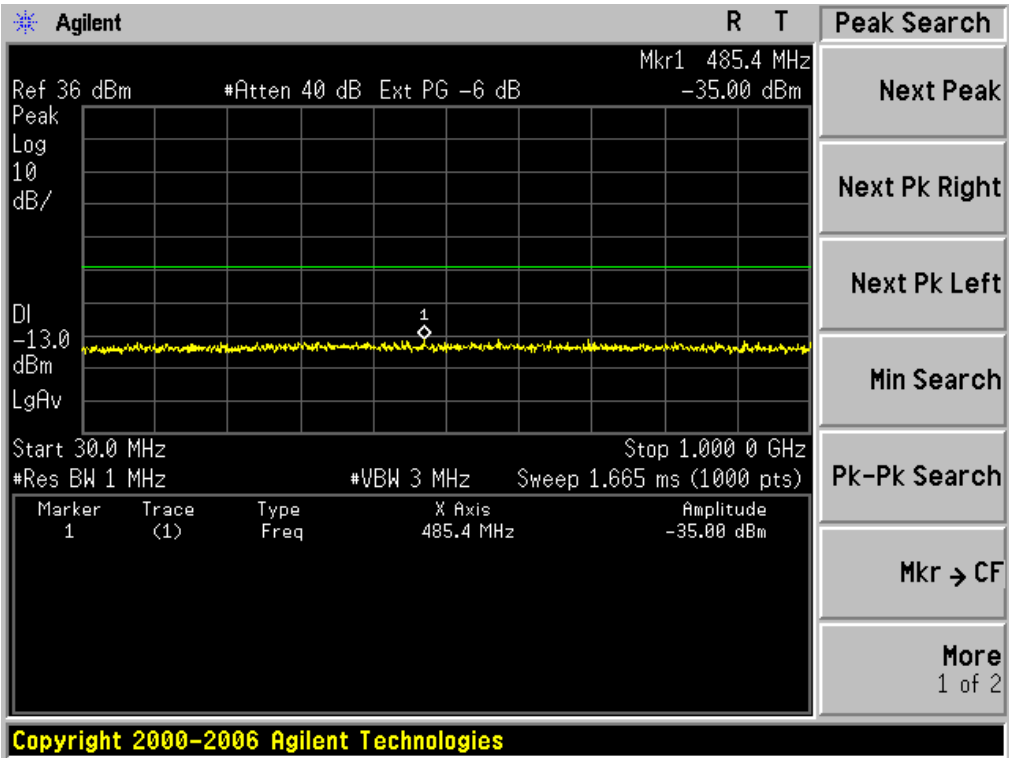 Agilent R T Peak Search
Mkr1 485.4 MHz
Ref 36 dBm #Atten 40 dB Ext PG -6 dB -35.00 dBm
Peak
Log
10
dB/
DI
-13.0
dBm
LgAv
1
Start 30.0 MHz Stop 1.000 0 GHz
#Res BW 1 MHz #VBW 3 MHz Sweep 1.665 ms (1000 pts)
Marker Trace Type X Axis Amplitude
1 (1) Freq 485.4 MHz -35.00 dBm
Next Peak
Next Pk Right
Next Pk Left
Min Search
Pk-Pk Search
Mkr → CF
More
1 of 2
Copyright 2000-2006 Agilent Technologies